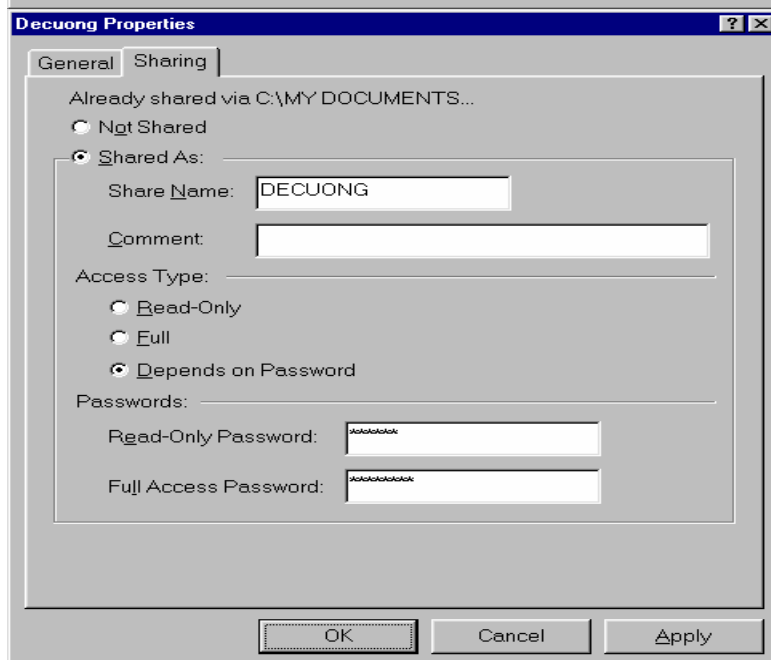 Decuong Properties
General Sharing
Already shared via C:\MY DOCUMENTS...
Not Shared
Shared As:
Share Name: DECUONG
Comment:
Access Type:
Read-Only
Full
Depends on Password
Passwords:
Read-Only Password: ******
Full Access Password: ********
OK Cancel Apply